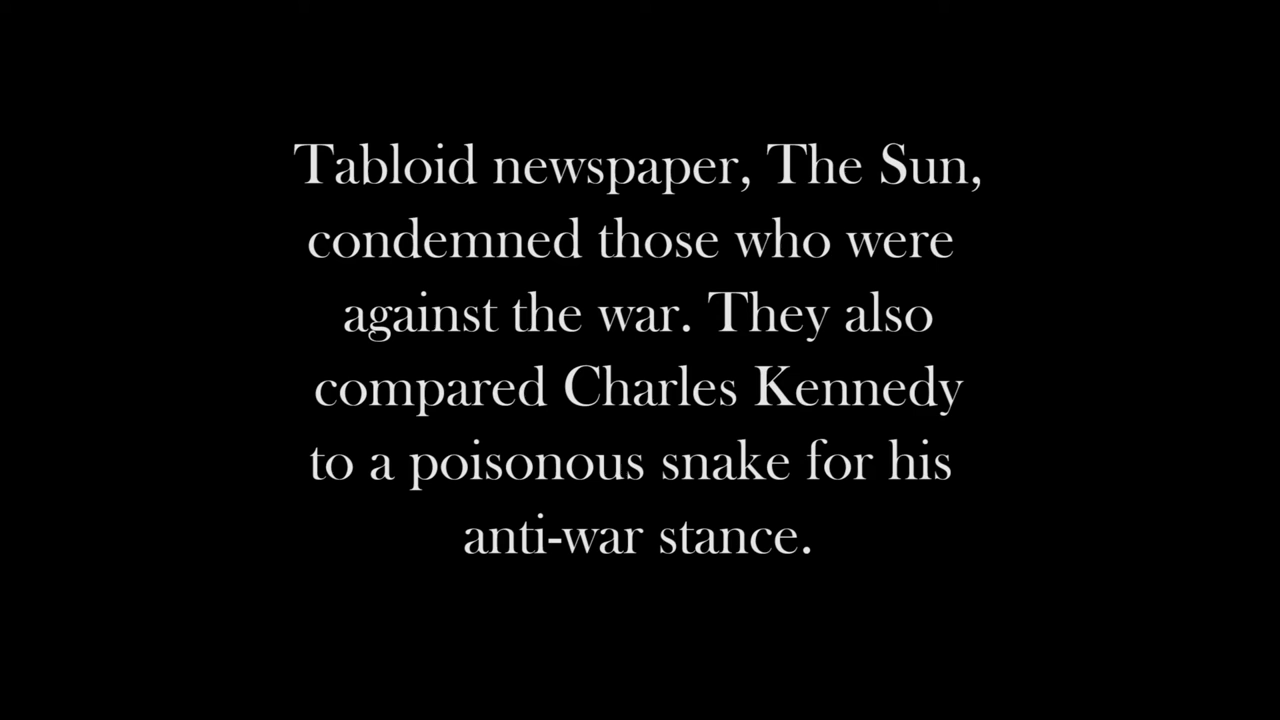 Tabloid newspaper, The Sun,
condemned those who were
against the war. They also
compared Charles Kennedy
to a poisonous snake for his
anti-war stance.